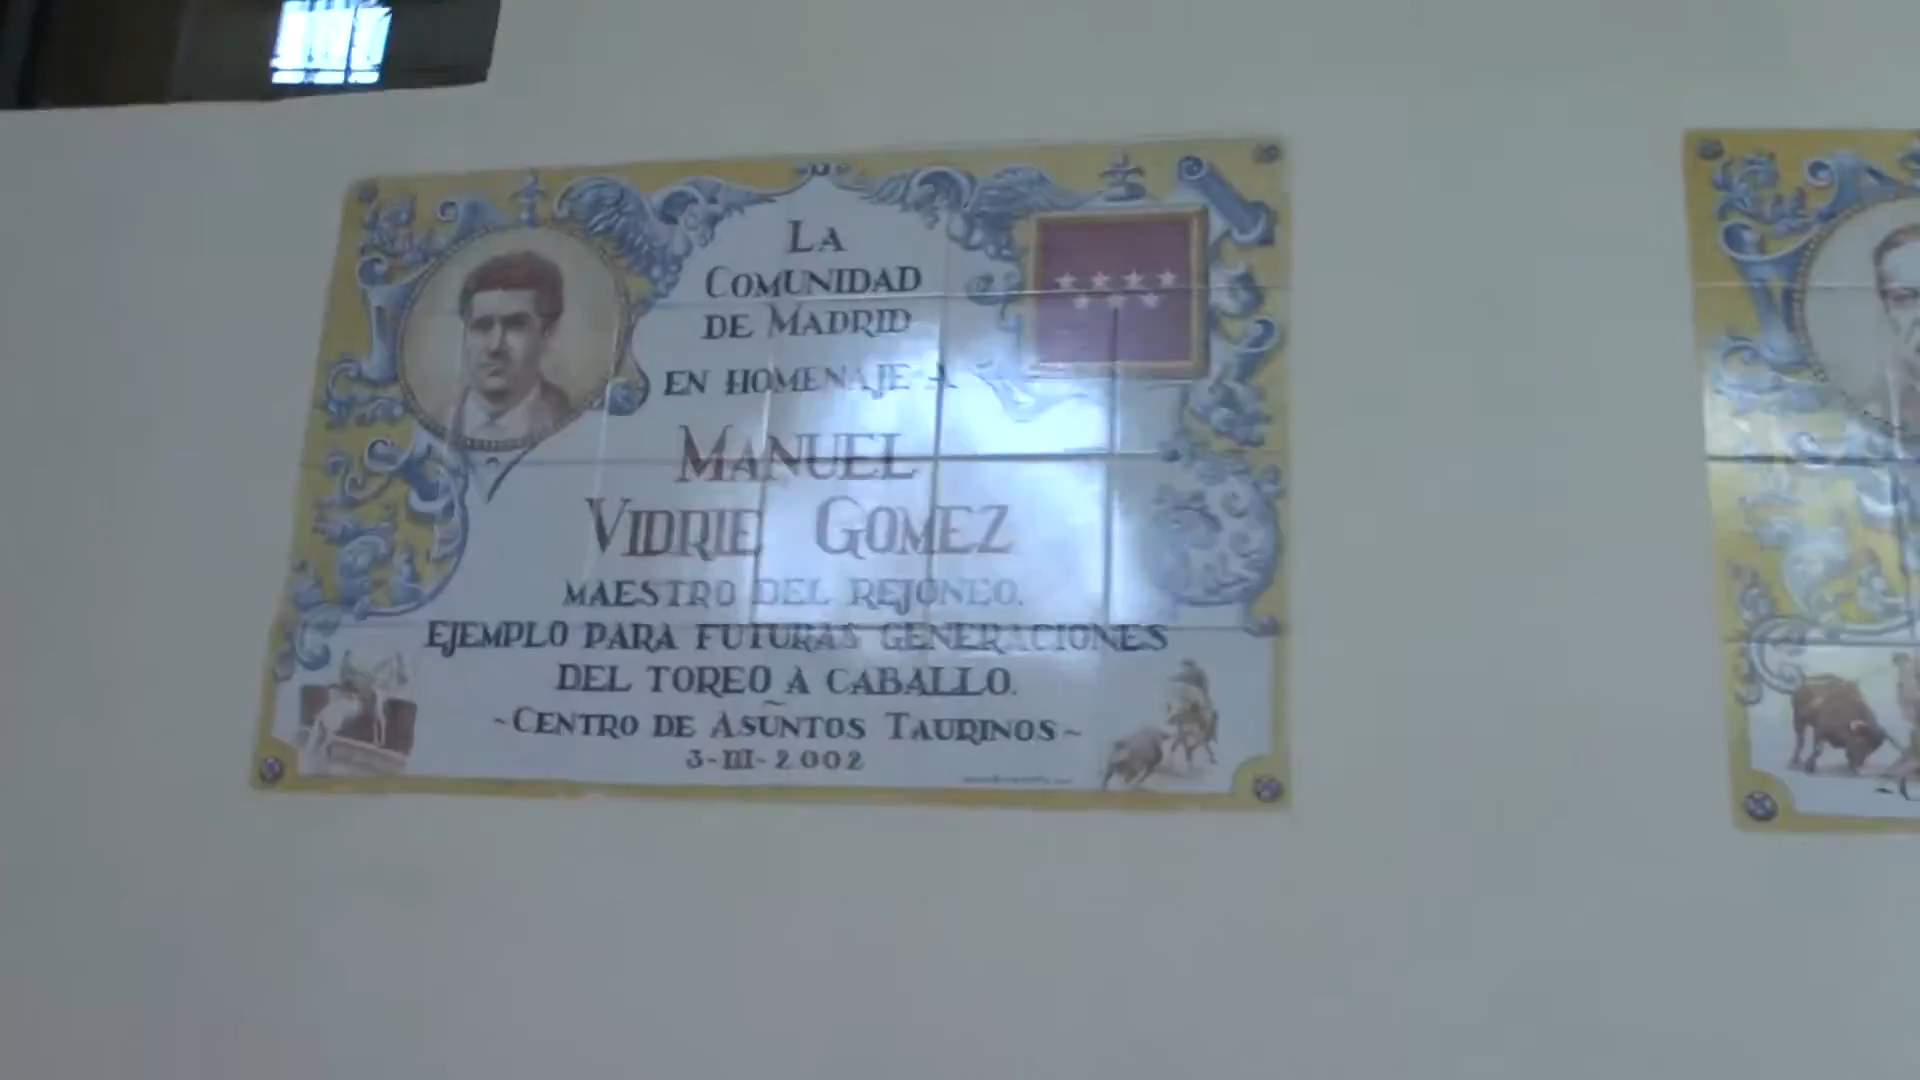 LA
COMUNIDAD
DE MADRID
EN HOMENAJE A
MANUEL
VIDRIE GOMEZ
MAESTRO DEL REJONEO.
EJEMPLO PARA FUTURAS GENERACIONES
DEL TOREO A CABALLO.
~CENTRO DE ASUNTOS TAURINOS~
3-III-2002